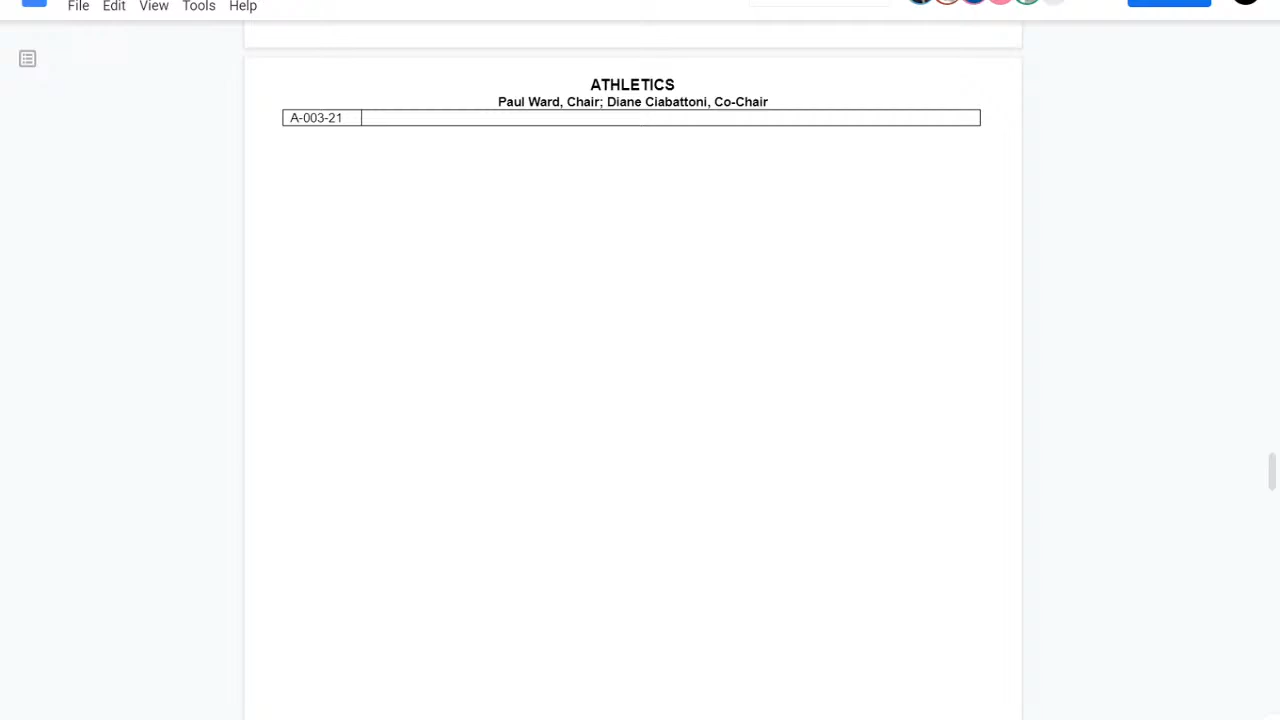 File Edit View Tools Help
ATHLETICS
Paul Ward, Chair; Diane Ciabattoni, Co-Chair
A-003-21